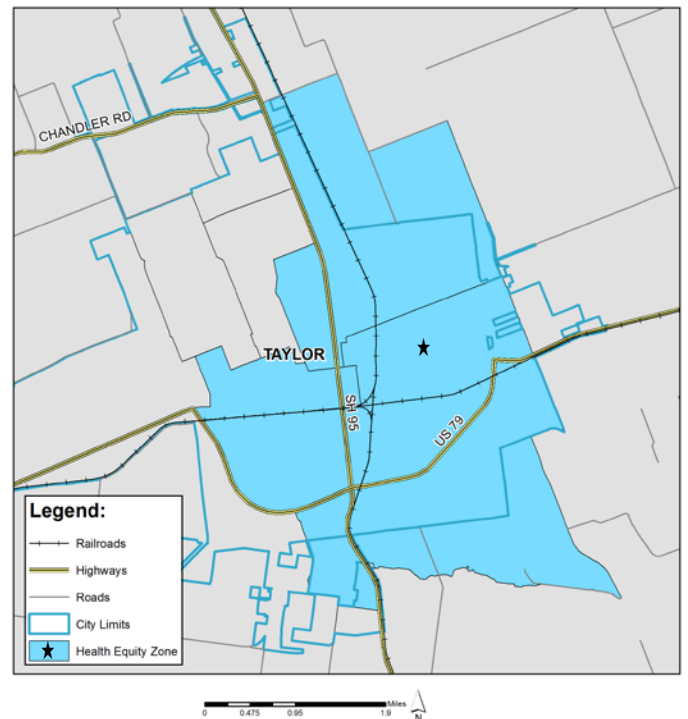 CHANDLER RD
TAYLOR
SH 95
US 79
Legend:
Railroads
Highways
Roads
City Limits
Health Equity Zone
Miles
0 0.475 0.95 1.9
N